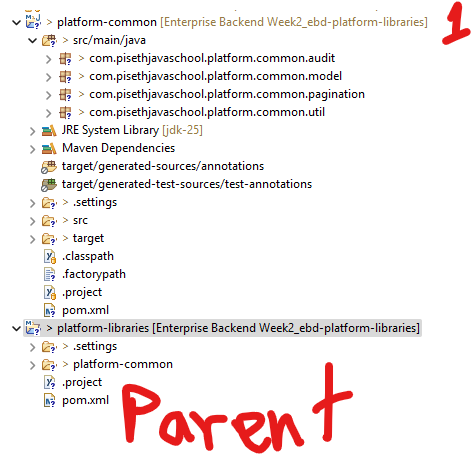 > platform-common [Enterprise Backend Week2_ebd-platform-libraries]
1
> src/main/java
> com.pisethjavaschool.platform.common.audit
> com.pisethjavaschool.platform.common.model
> com.pisethjavaschool.platform.common.pagination
> com.pisethjavaschool.platform.common.util
JRE System Library [jdk-25]
Maven Dependencies
target/generated-sources/annotations
target/generated-test-sources/test-annotations
> .settings
> src
> target
.classpath
.factorypath
.project
pom.xml
> platform-libraries [Enterprise Backend Week2_ebd-platform-libraries]
> .settings
> platform-common
.project
pom.xml
Parent